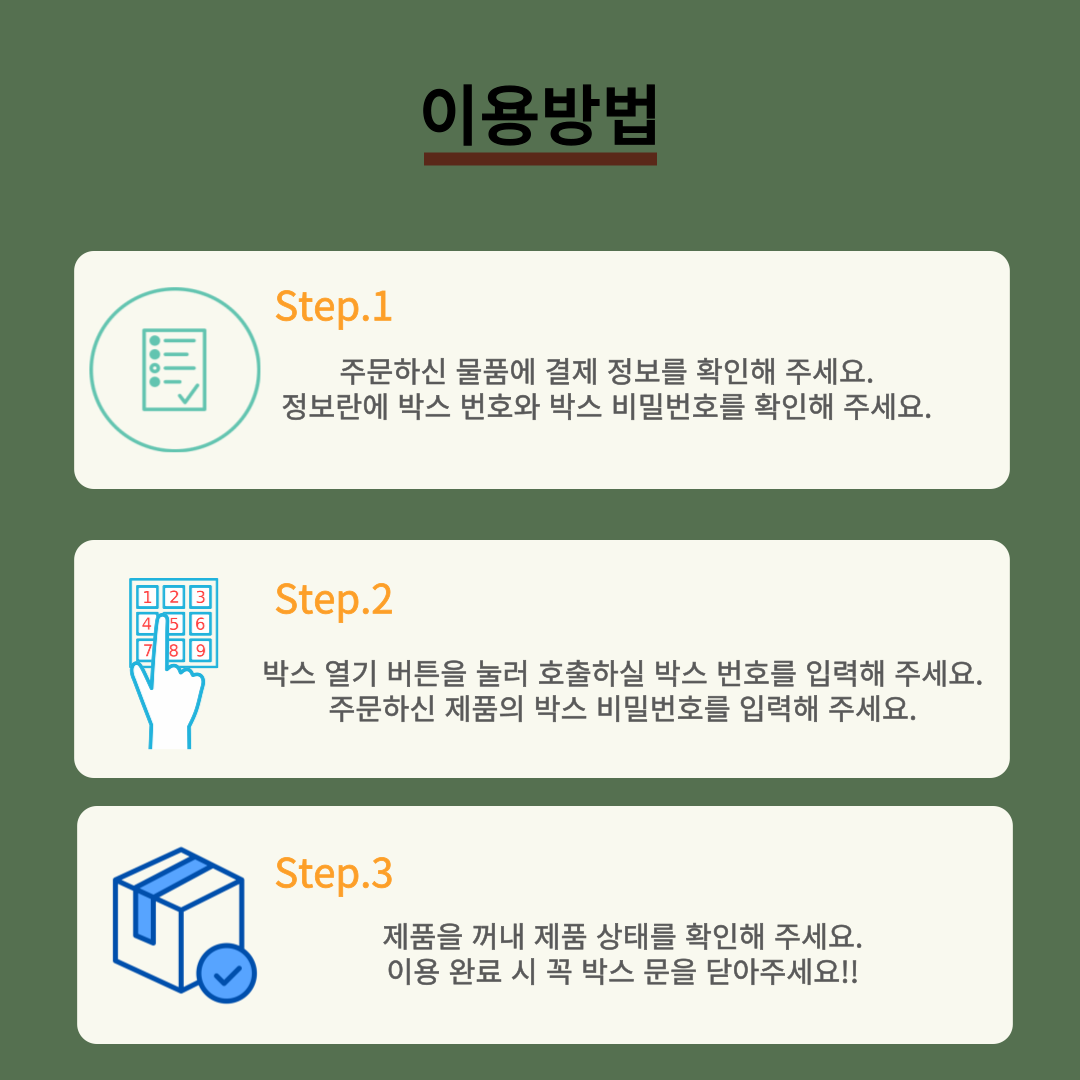 이용방법
Step.1
주문하신 물품에 결제 정보를 확인해 주세요.
정보란에 박스 번호와 박스 비밀번호를 확인해 주세요.
1 2 3
4 5 6
7 8 9
Step.2
박스 열기 버튼을 눌러 호출하실 박스 번호를 입력해 주세요.
주문하신 제품의 박스 비밀번호를 입력해 주세요.
Step.3
제품을 꺼내 제품 상태를 확인해 주세요.
이용 완료 시 꼭 박스 문을 닫아주세요!!